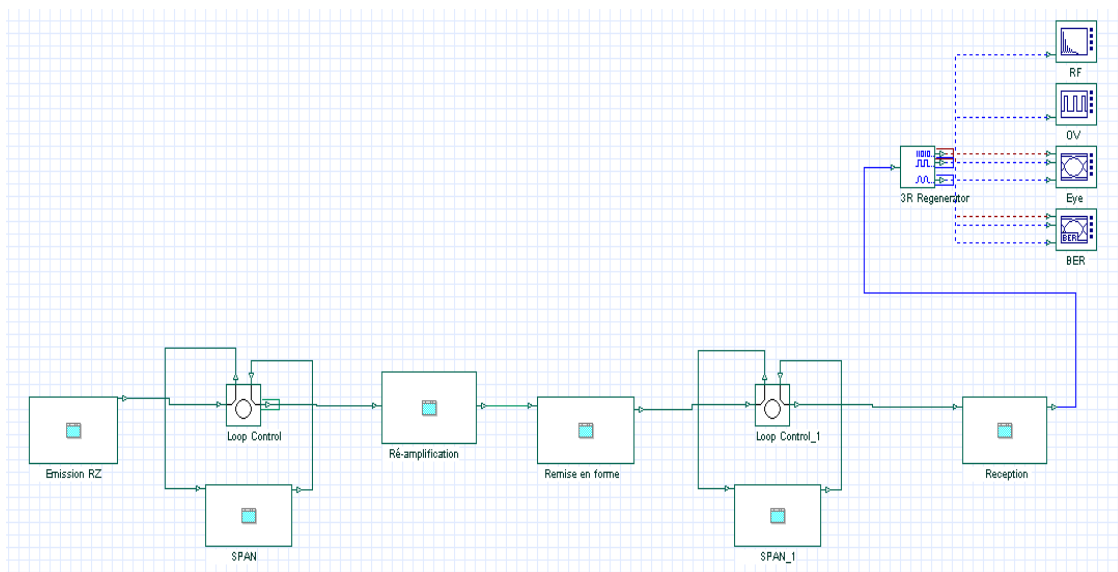 RF
OV
3R Regenerator
Eye
BER
BER
Loop Control
Loop Control_1
Ré-amplification
Emission RZ
Remise en forme
Reception
SPAN
SPAN_1